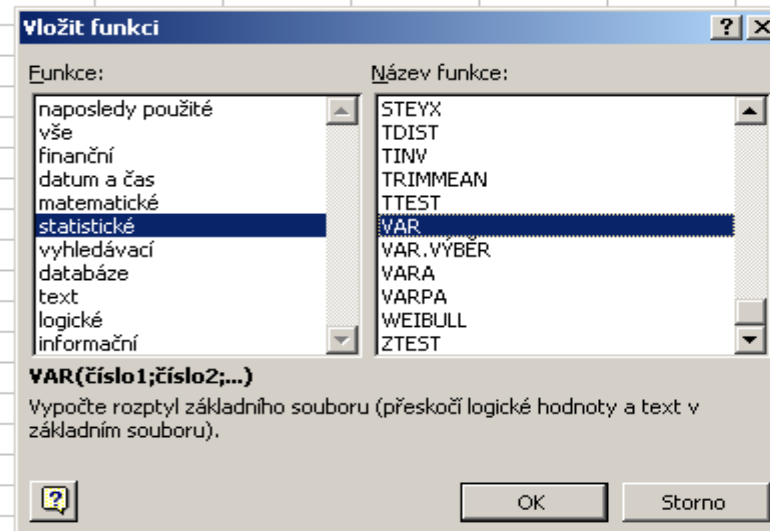 Vložit funkci
Funkce:
Název funkce:
naposledy použité
vše
finanční
datum a čas
matematické
statistické
vyhledávací
databáze
text
logické
informační
STEYX
TDIST
TINV
TRIMMEAN
TTEST
VAR
VAR.VÝBĚR
VARA
VARPA
WEIBULL
ZTEST
VAR(číslo1;číslo2;...)
Vypočte rozptyl základního souboru (přeskočí logické hodnoty a text v
základním souboru).
OK
Storno